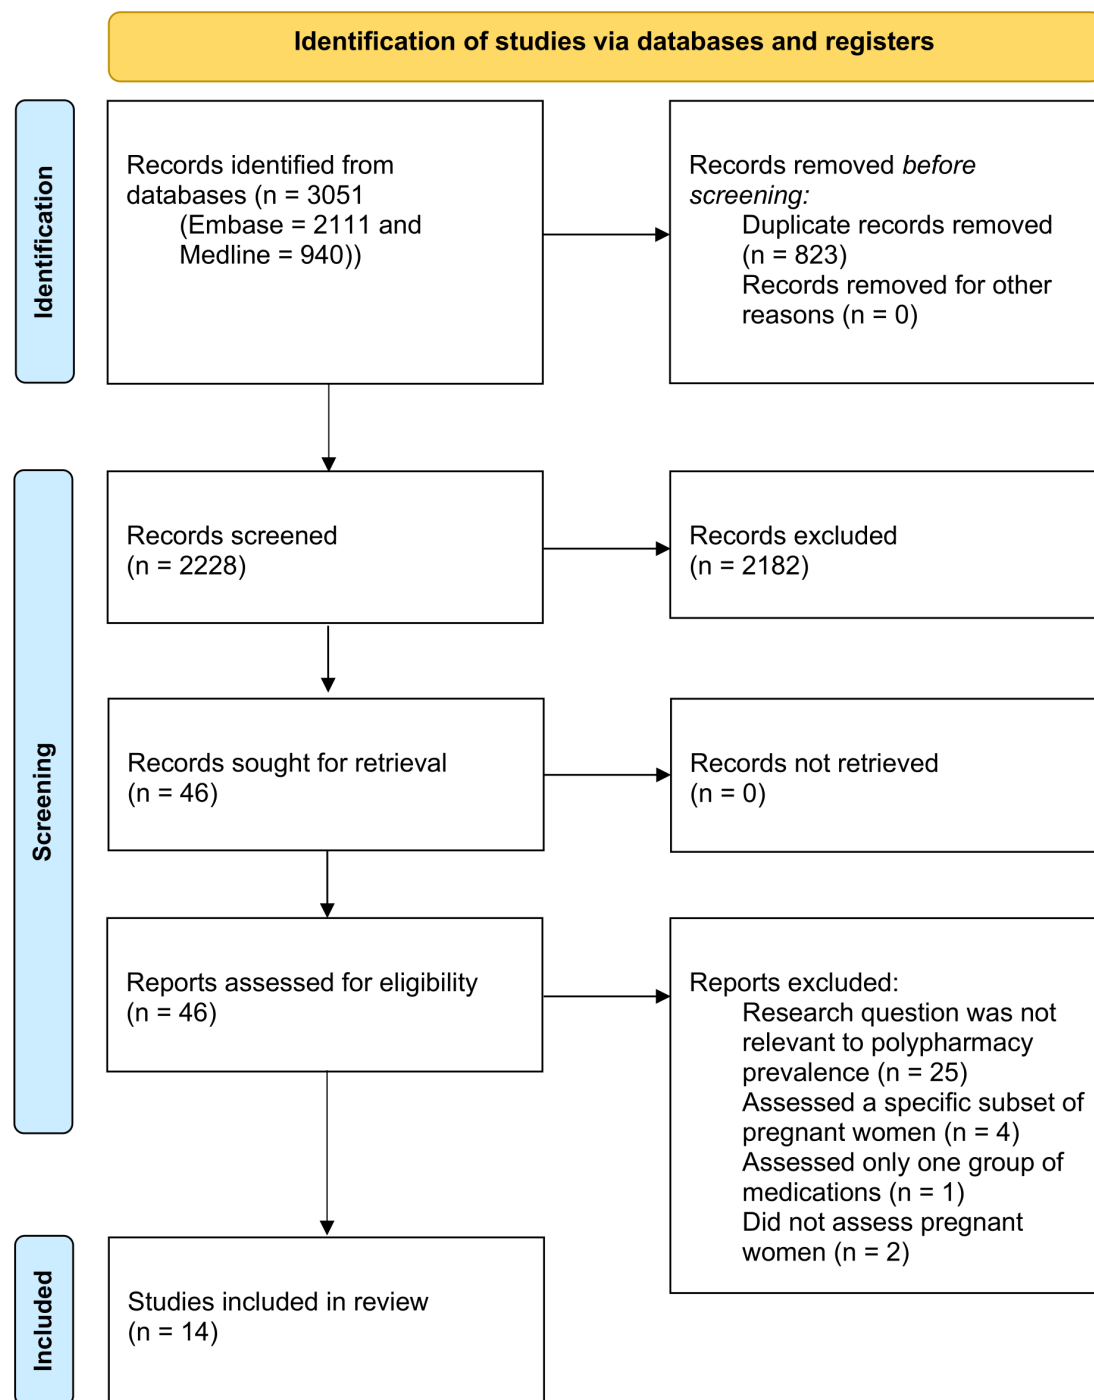 Identification of studies via databases and registers
Identification
Records identified from
databases (n = 3051
(Embase = 2111 and
Medline = 940))
Records removed before
screening:
Duplicate records removed
(n = 823)
Records removed for other
reasons (n = 0)
Screening
Records screened
(n = 2228)
Records excluded
(n = 2182)
Records sought for retrieval
(n = 46)
Records not retrieved
(n = 0)
Reports assessed for eligibility
(n = 46)
Reports excluded:
Research question was not
relevant to polypharmacy
prevalence (n = 25)
Assessed a specific subset of
pregnant women (n = 4)
Assessed only one group of
medications (n = 1)
Did not assess pregnant
women (n = 2)
Included
Studies included in review
(n = 14)